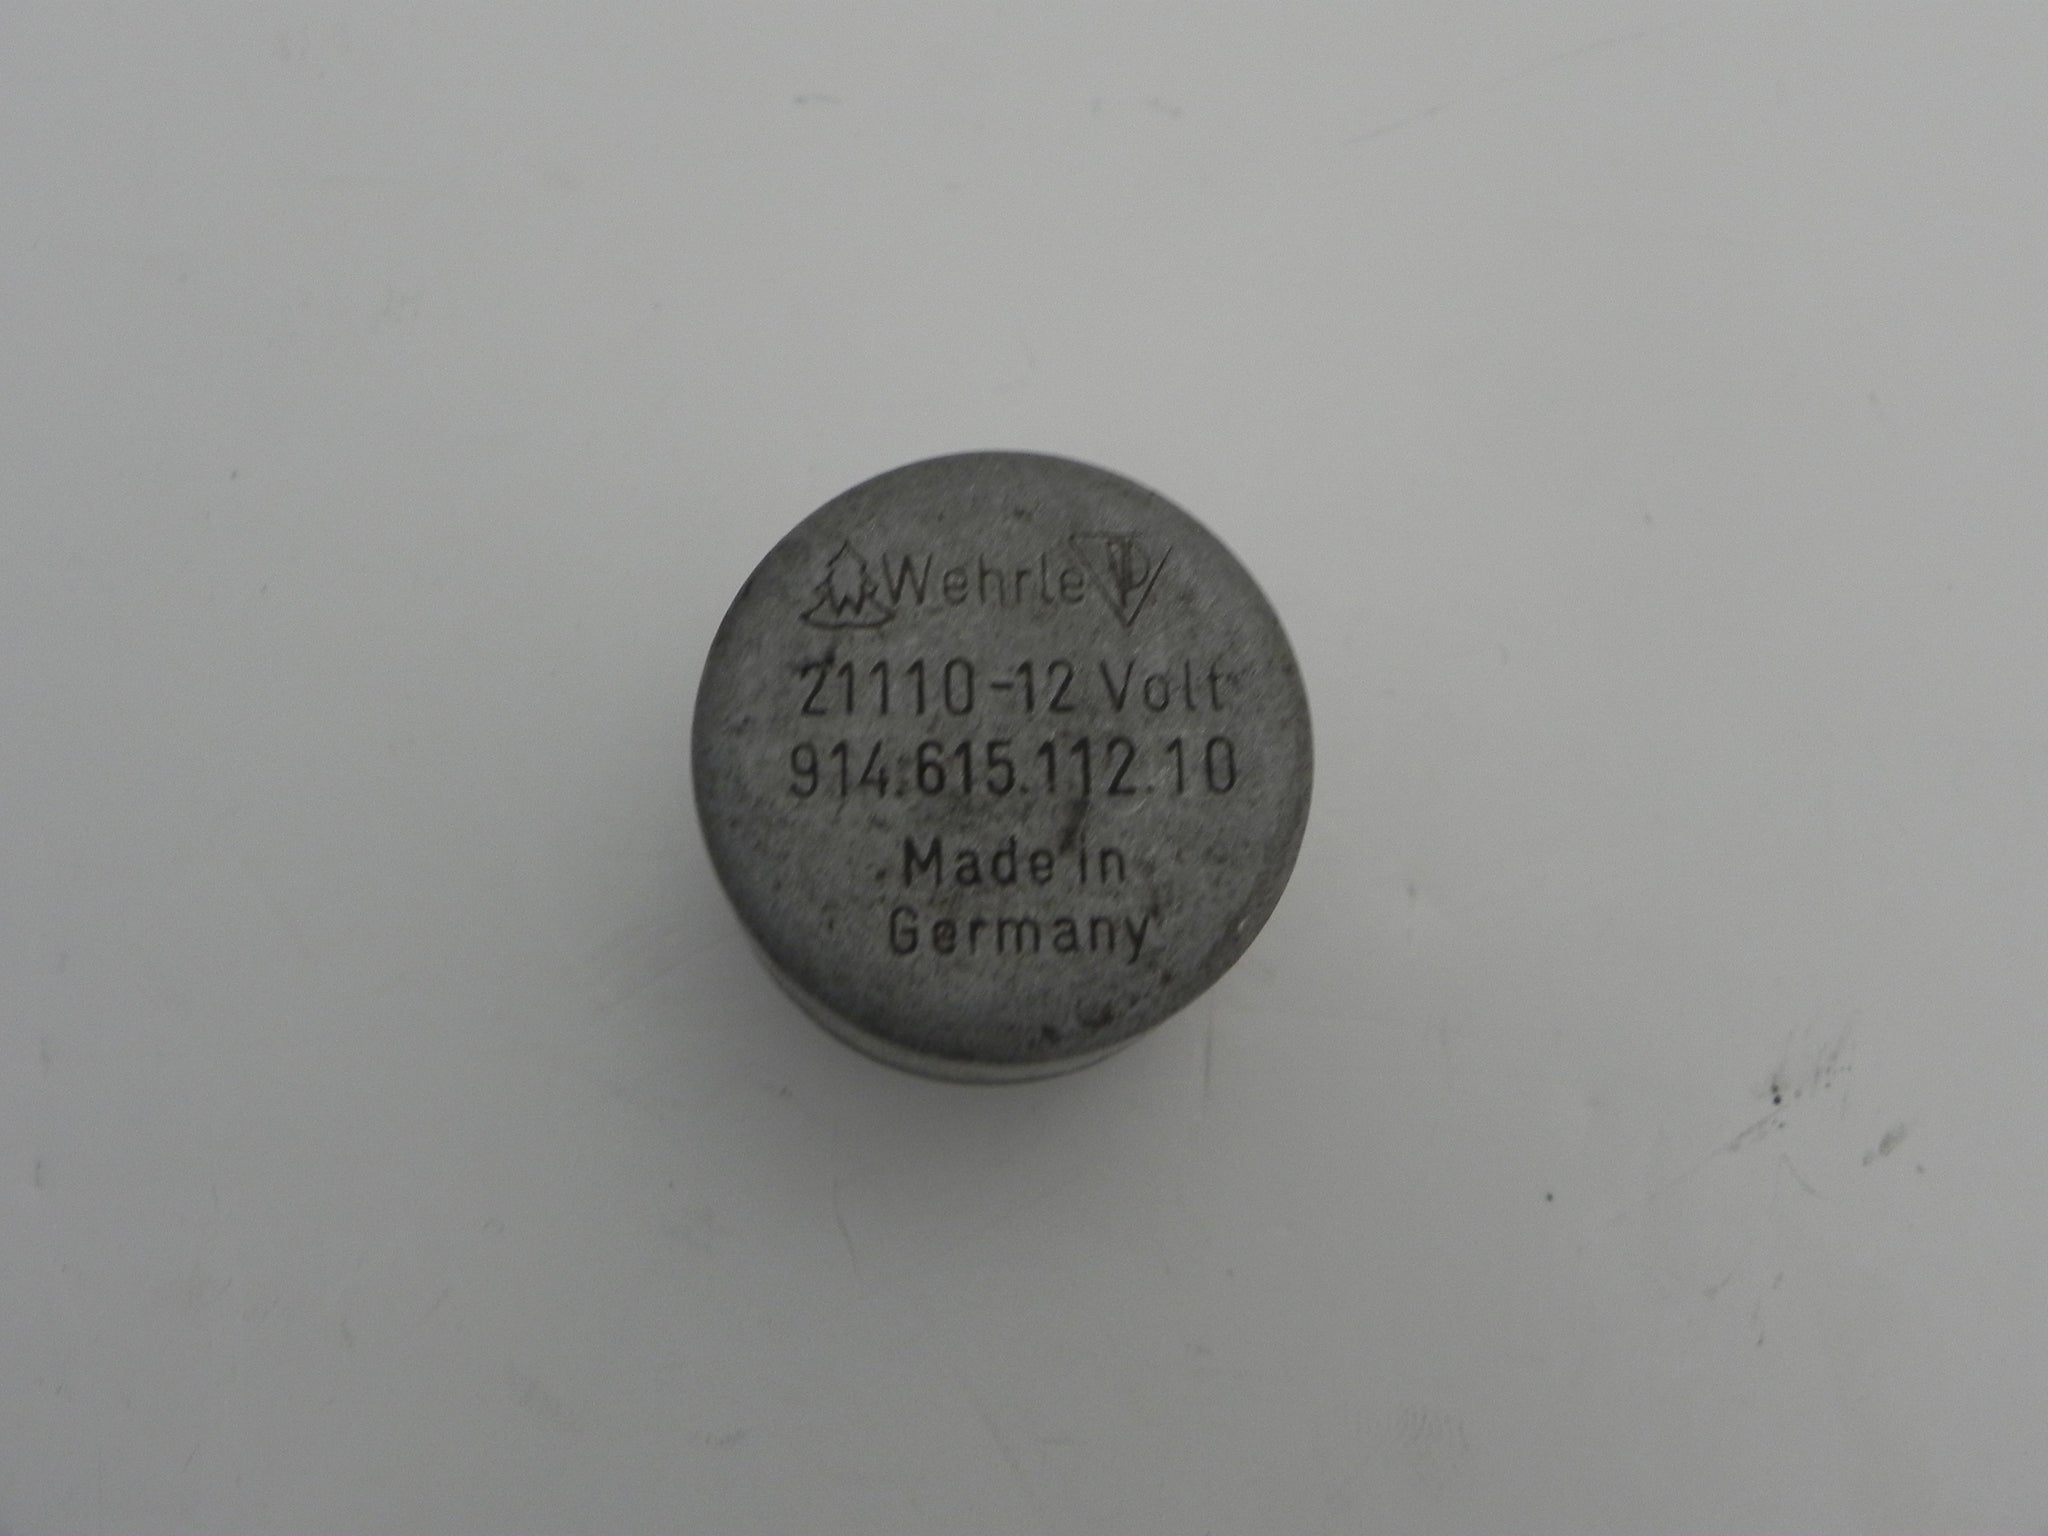 W Wehrle
21110-12 Volt
914.615.112.10
Made in
Germany